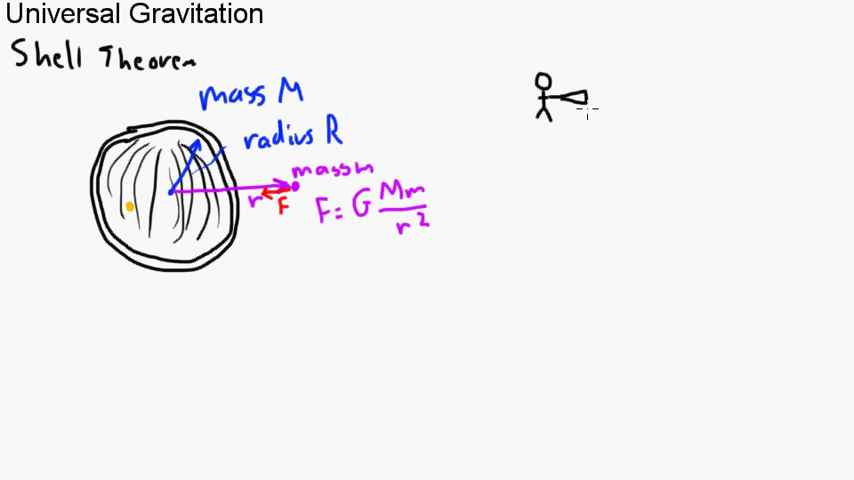 Universal Gravitation
Shell Theorem
mass M
radius R
mass m
r F
F = G Mm / r²